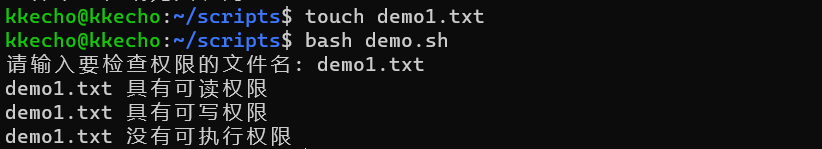 kkecho@kkecho:~/scripts$ touch demo1.txt
kkecho@kkecho:~/scripts$ bash demo.sh
请输入要检查权限的文件名: demo1.txt
demo1.txt 具有可读权限
demo1.txt 具有可写权限
demo1.txt 没有可执行权限